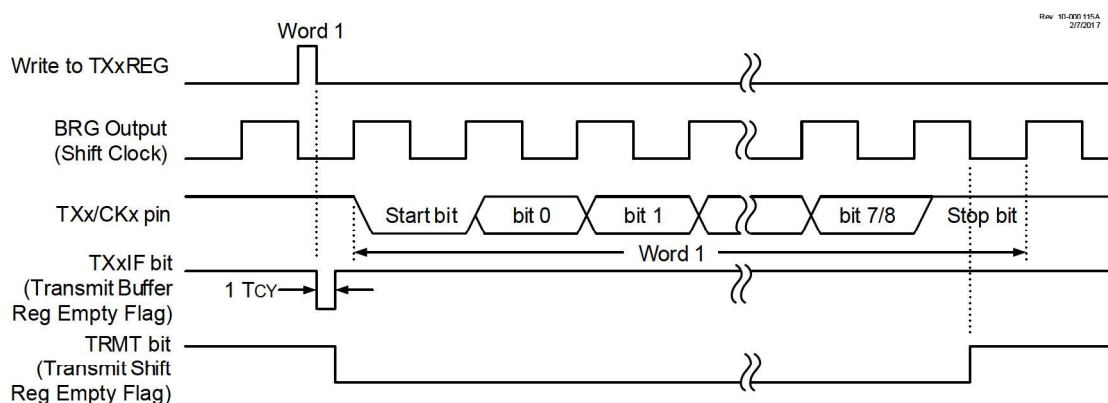 Rev. 10-000 115A
2/7/2017
Word 1
Write to TXxREG
BRG Output
(Shift Clock)
TXx/CKx pin
Start bit
bit 0
bit 1
bit 7/8
Stop bit
Word 1
TXxIF bit
(Transmit Buffer
Reg Empty Flag)
1 TCY
TRMT bit
(Transmit Shift
Reg Empty Flag)